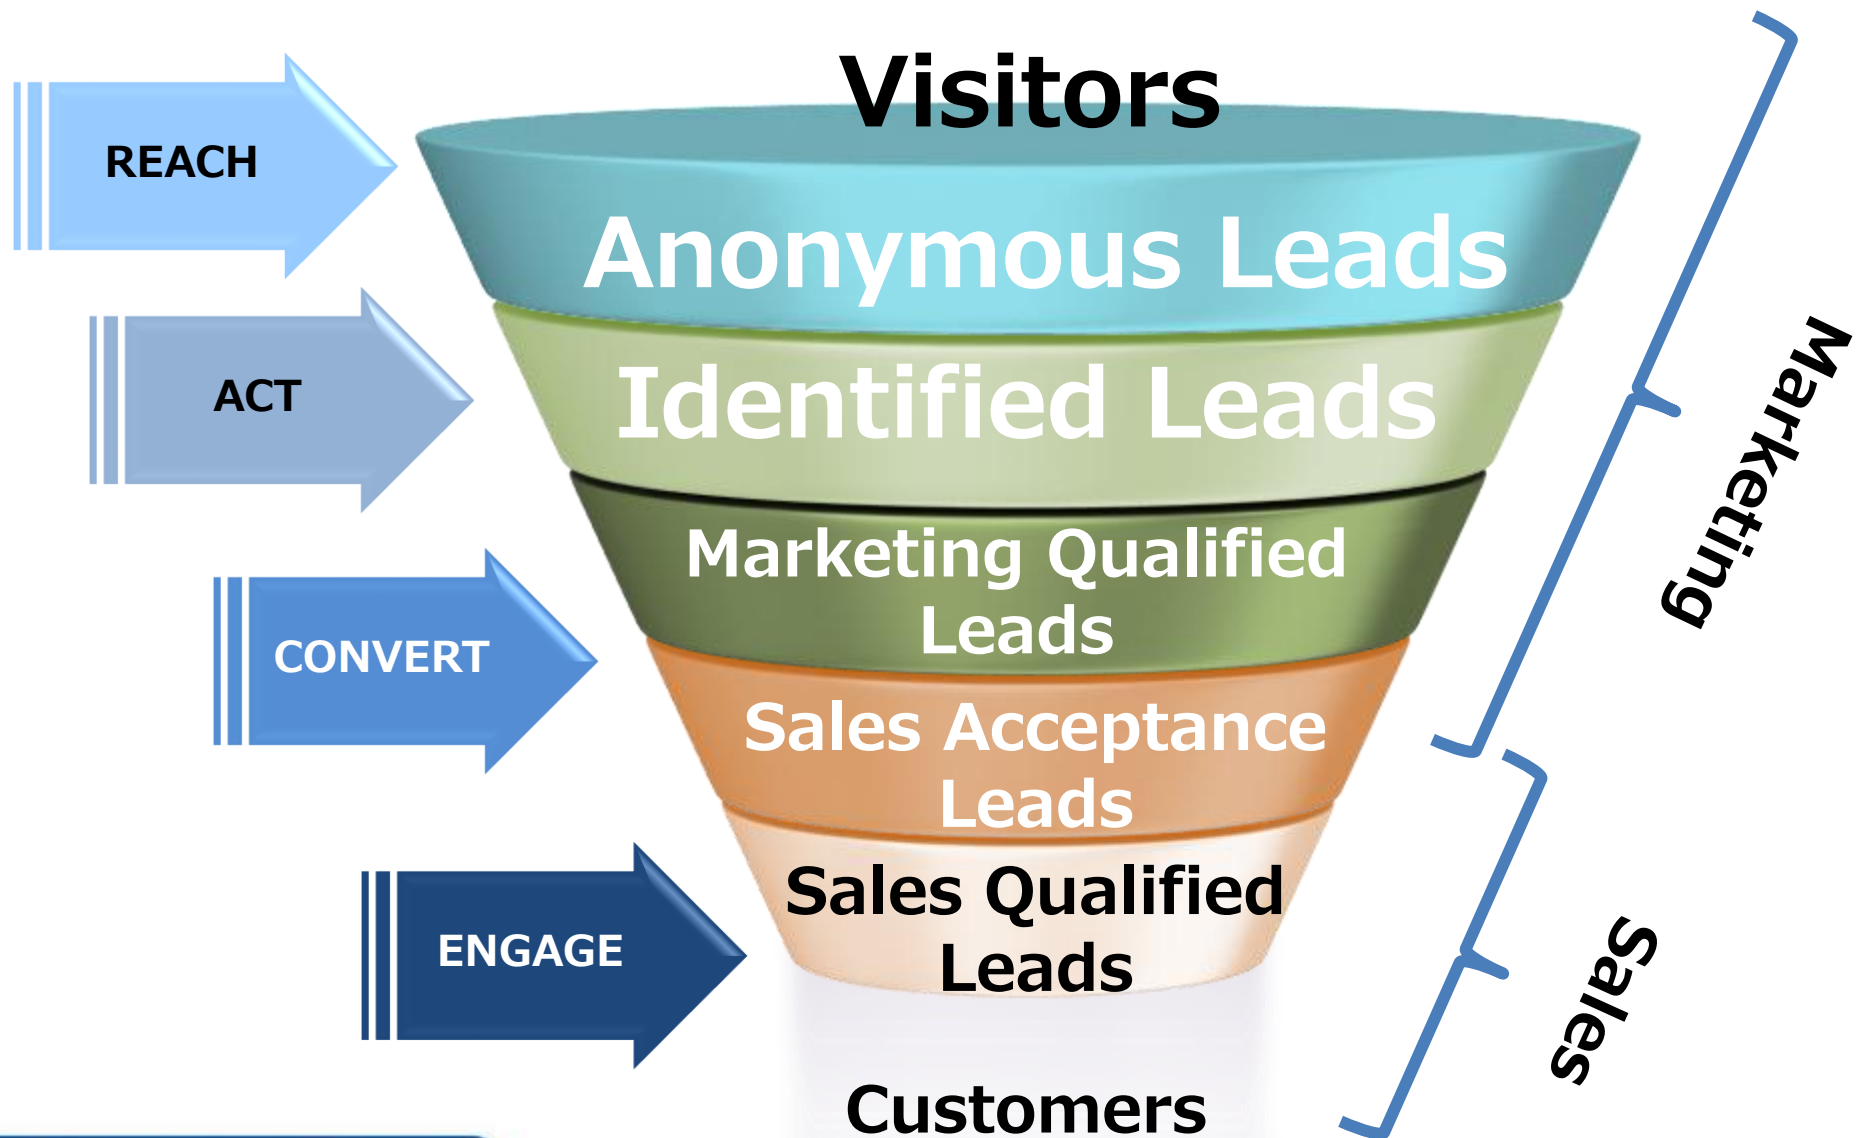 Visitors
REACH
Anonymous Leads
ACT
Identified Leads
Marketing
Marketing Qualified
Leads
CONVERT
Sales Acceptance
Leads
Sales Qualified
Leads
ENGAGE
Sales
Customers